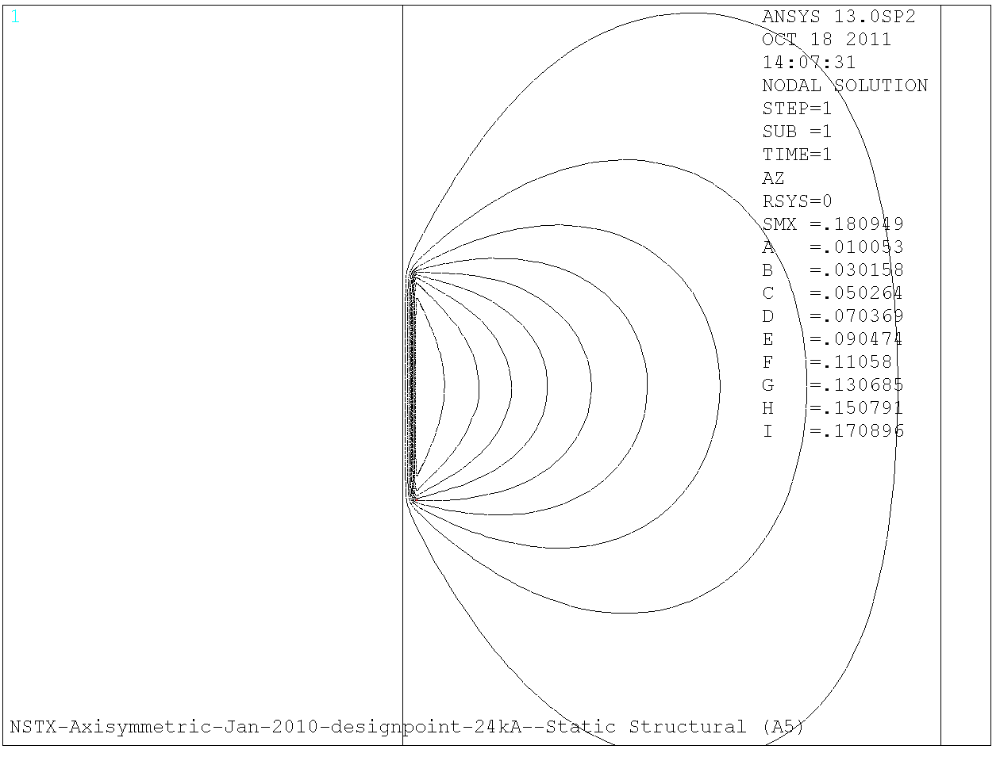 1
ANSYS 13.0SP2
OCT 18 2011
14:07:31
NODAL SOLUTION
STEP=1
SUB =1
TIME=1
AZ
RSYS=0
SMX =.180949
A =.010053
B =.030158
C =.050264
D =.070369
E =.090474
F =.11058
G =.130685
H =.150791
I =.170896
NSTX-Axisymmetric-Jan-2010-designpoint-24kA--Static Structural (A5)